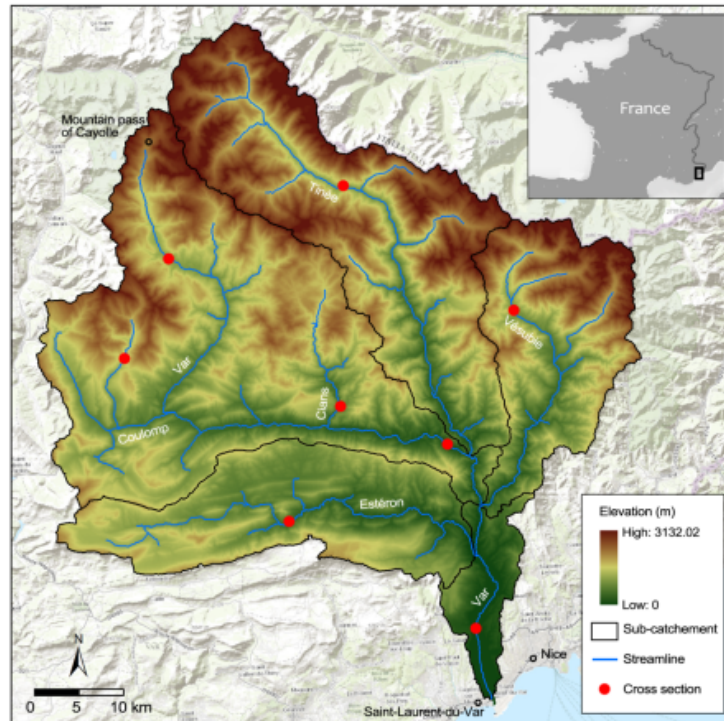 France
Mountain pass
of Cayolle
Tinée
Vésubie
Var
Cians
Coulomp
Estéron
Var
Elevation (m)
High: 3132.02
Low: 0
Sub-catchement
Streamline
Cross section
N
0 5 10 km
Nice
Saint-Laurent-du-Var